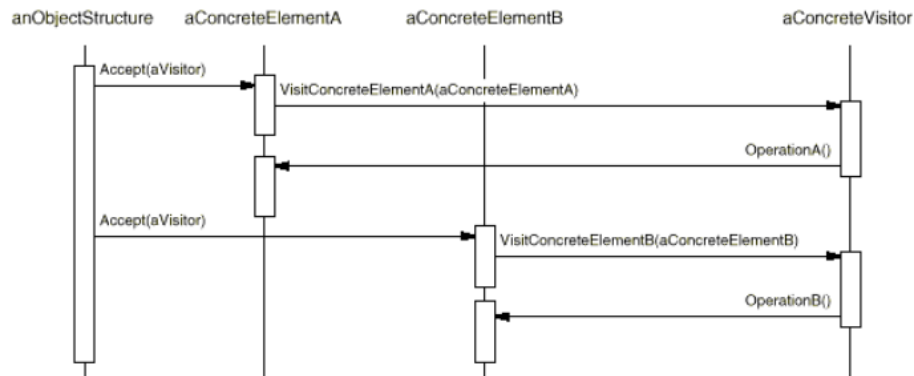 anObjectStructure aConcreteElementA aConcreteElementB aConcreteVisitor
Accept(aVisitor)
VisitConcreteElementA(aConcreteElementA)
OperationA()
Accept(aVisitor)
VisitConcreteElementB(aConcreteElementB)
OperationB()